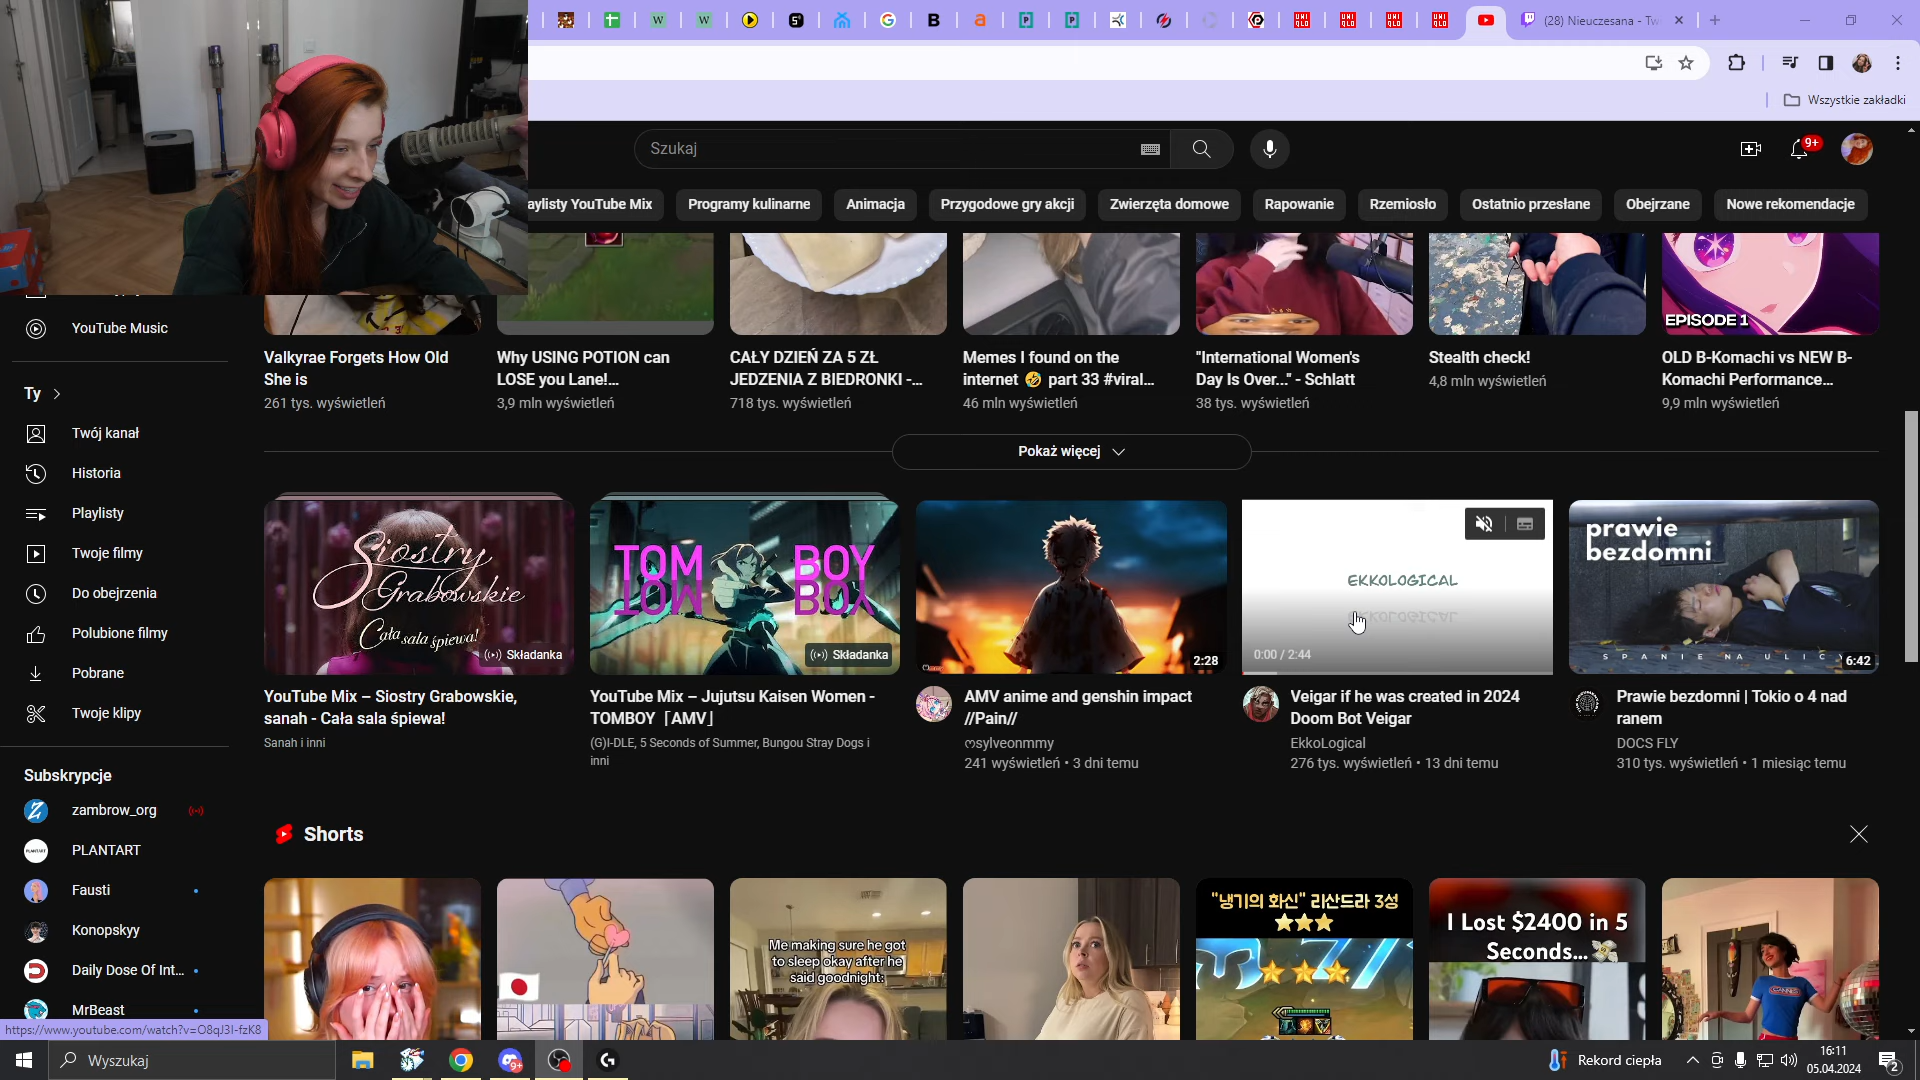 (28) Nieuczesana - Tw
Wszystkie zakładki
Szukaj
9+
aylisty YouTube Mix
Programy kulinarne
Animacja
Przygodowe gry akcji
Zwierzęta domowe
Rapowanie
Rzemiosło
Ostatnio przesłane
Obejrzane
Nowe rekomendacje
EPISODE 1
YouTube Music
Valkyrae Forgets How Old
She is
261 tys. wyświetleń
Why USING POTION can
LOSE you Lane!...
3,9 mln wyświetleń
CAŁY DZIEŃ ZA 5 ZŁ
JEDZENIA Z BIEDRONKI -...
718 tys. wyświetleń
Memes I found on the
internet 🤣 part 33 #viral...
46 mln wyświetleń
"International Women's
Day Is Over..." - Schlatt
38 tys. wyświetleń
Stealth check!
4,8 mln wyświetleń
OLD B-Komachi vs NEW B-
Komachi Performance...
9,9 mln wyświetleń
Ty
Twój kanał
Historia
Playlisty
Twoje filmy
Do obejrzenia
Polubione filmy
Pobrane
Twoje klipy
Pokaż więcej
Siostry
Grabowskie
Cała sala śpiewa!
Składanka
TOM BOY
TOM BOY
Składanka
2:28
EKKOLOGICAL
EKKOLOGICAL
0:00 / 2:44
prawie
bezdomni
SPANIE NA ULICY
6:42
YouTube Mix – Siostry Grabowskie,
sanah - Cała sala śpiewa!
Sanah i inni
YouTube Mix – Jujutsu Kaisen Women -
TOMBOY「AMV」
(G)I-DLE, 5 Seconds of Summer, Bungou Stray Dogs i
inni
AMV anime and genshin impact
//Pain//
ෆsylveonmmy
241 wyświetleń • 3 dni temu
Veigar if he was created in 2024
Doom Bot Veigar
EkkoLogical
276 tys. wyświetleń • 13 dni temu
Prawie bezdomni | Tokio o 4 nad
ranem
DOCS FLY
310 tys. wyświetleń • 1 miesiąc temu
Subskrypcje
zambrow_org
PLANTART
Fausti
Konopskyy
Daily Dose Of Int...
MrBeast
Shorts
Me making sure he got
to sleep okay after he
said goodnight:
"냉기의 화신" 리산드라 3성
I Lost $2400 in 5
Seconds...💸
https://www.youtube.com/watch?v=O8qJ3I-fzK8
Wyszukaj
9+
Rekord ciepła
16:11
05.04.2024
2